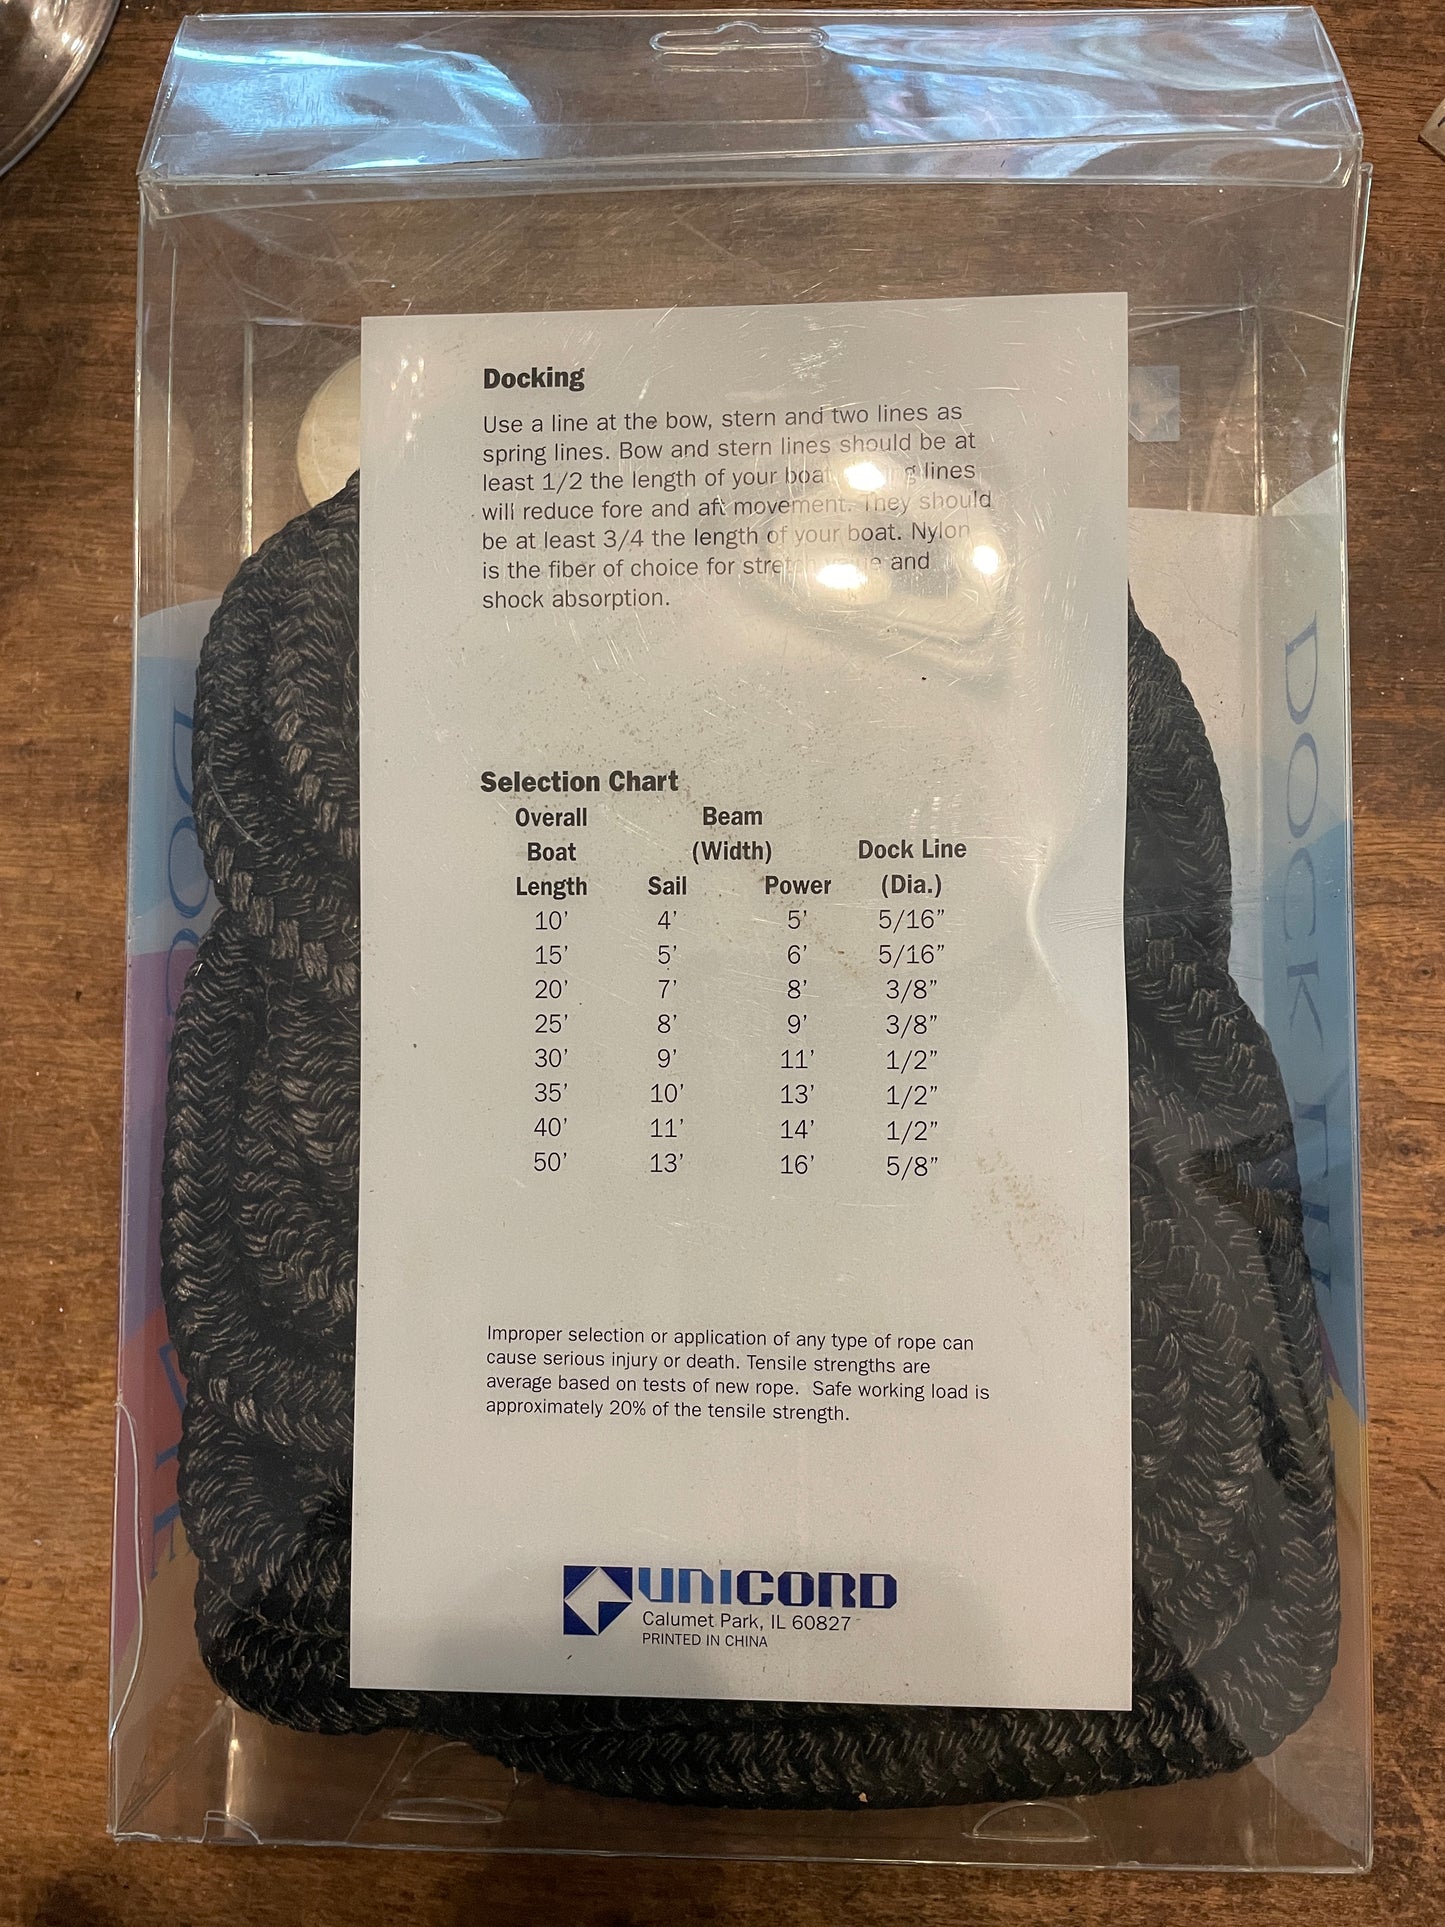 Docking
Use a line at the bow, stern and two lines as
spring lines. Bow and stern lines should be at
least 1/2 the length of your boat lines
will reduce fore and aft movement. They should
be at least 3/4 the length of your boat. Nylon
is the fiber of choice for stretch and
shock absorption.
Selection Chart
Overall Beam
Boat (Width) Dock Line
Length Sail Power (Dia.)
10’ 4’ 5’ 5/16”
15’ 5’ 6’ 5/16”
20’ 7’ 8’ 3/8”
25’ 8’ 9’ 3/8”
30’ 9’ 11’ 1/2”
35’ 10’ 13’ 1/2”
40’ 11’ 14’ 1/2”
50’ 13’ 16’ 5/8”
Improper selection or application of any type of rope can
cause serious injury or death. Tensile strengths are
average based on tests of new rope. Safe working load is
approximately 20% of the tensile strength.
UNICORD
Calumet Park, IL 60827
PRINTED IN CHINA
DOCK